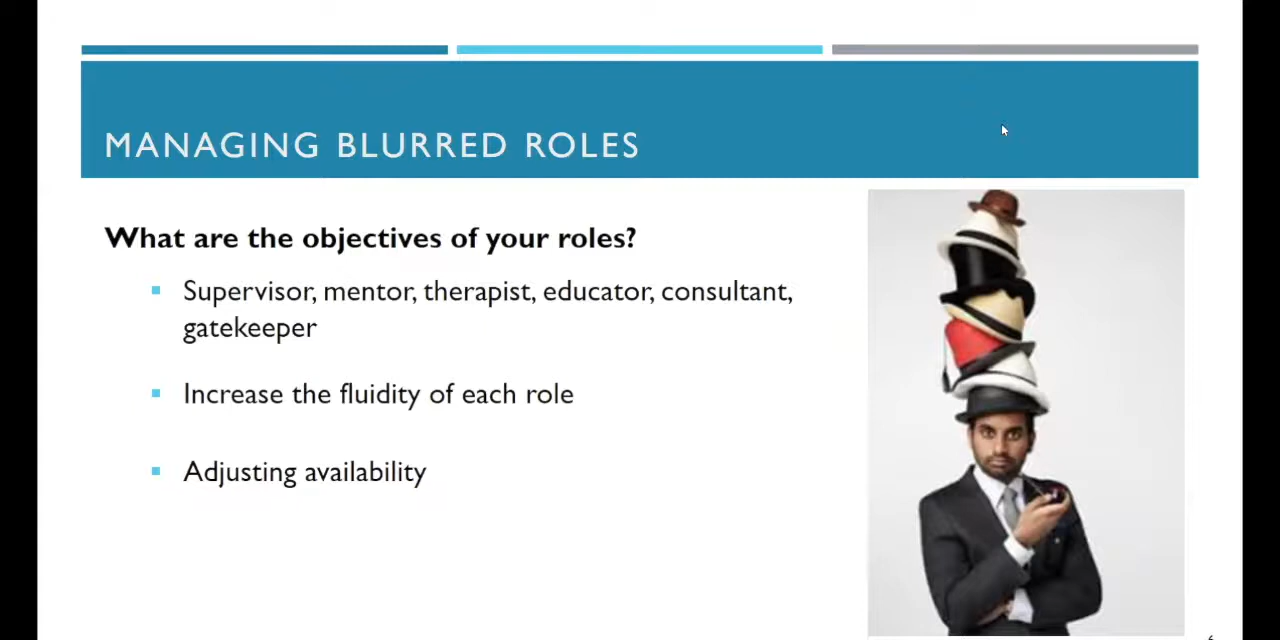 MANAGING BLURRED ROLES
What are the objectives of your roles?
Supervisor, mentor, therapist, educator, consultant,
gatekeeper
Increase the fluidity of each role
Adjusting availability